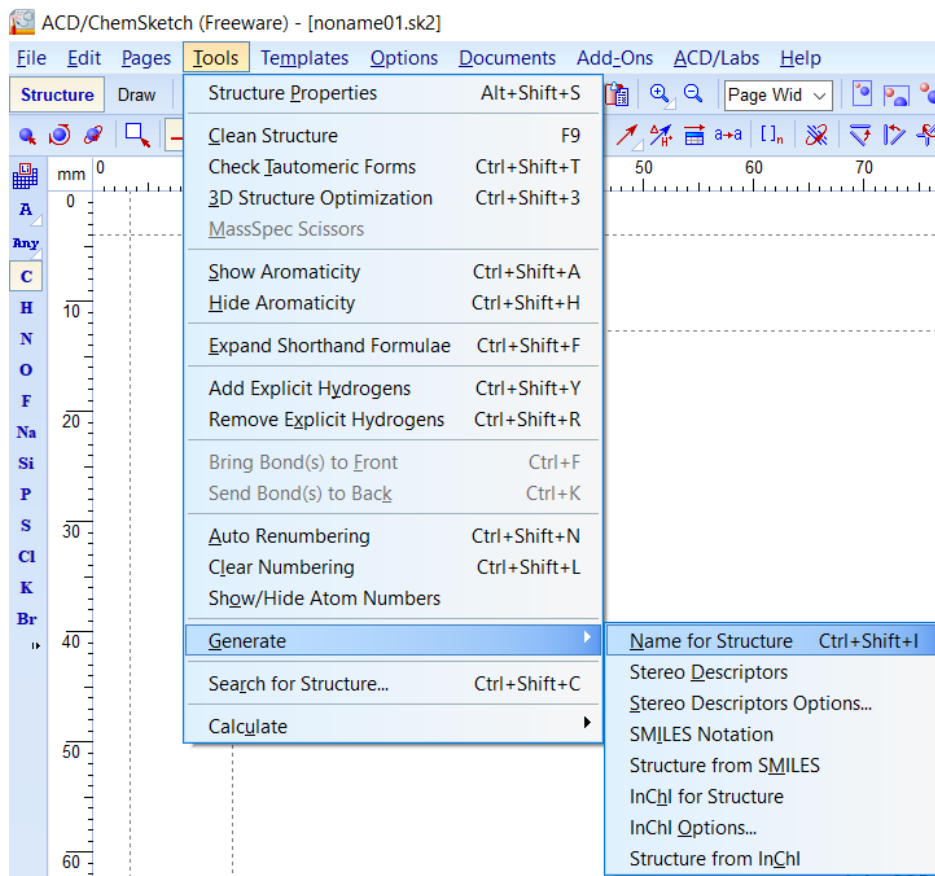 ACD/ChemSketch (Freeware) - [noname01.sk2]
File Edit Pages Tools Templates Options Documents Add-Ons ACD/Labs Help
Structure Draw Page Wid
a→a []n
mm 0 50 60 70
0
10
20
30
40
50
60
A
Any
C
H
N
O
F
Na
Si
P
S
Cl
K
Br
Structure Properties Alt+Shift+S
Clean Structure F9
Check Tautomeric Forms Ctrl+Shift+T
3D Structure Optimization Ctrl+Shift+3
MassSpec Scissors
Show Aromaticity Ctrl+Shift+A
Hide Aromaticity Ctrl+Shift+H
Expand Shorthand Formulae Ctrl+Shift+F
Add Explicit Hydrogens Ctrl+Shift+Y
Remove Explicit Hydrogens Ctrl+Shift+R
Bring Bond(s) to Front Ctrl+F
Send Bond(s) to Back Ctrl+K
Auto Renumbering Ctrl+Shift+N
Clear Numbering Ctrl+Shift+L
Show/Hide Atom Numbers
Generate
Search for Structure... Ctrl+Shift+C
Calculate
Name for Structure Ctrl+Shift+I
Stereo Descriptors
Stereo Descriptors Options...
SMILES Notation
Structure from SMILES
InChI for Structure
InChI Options...
Structure from InChI